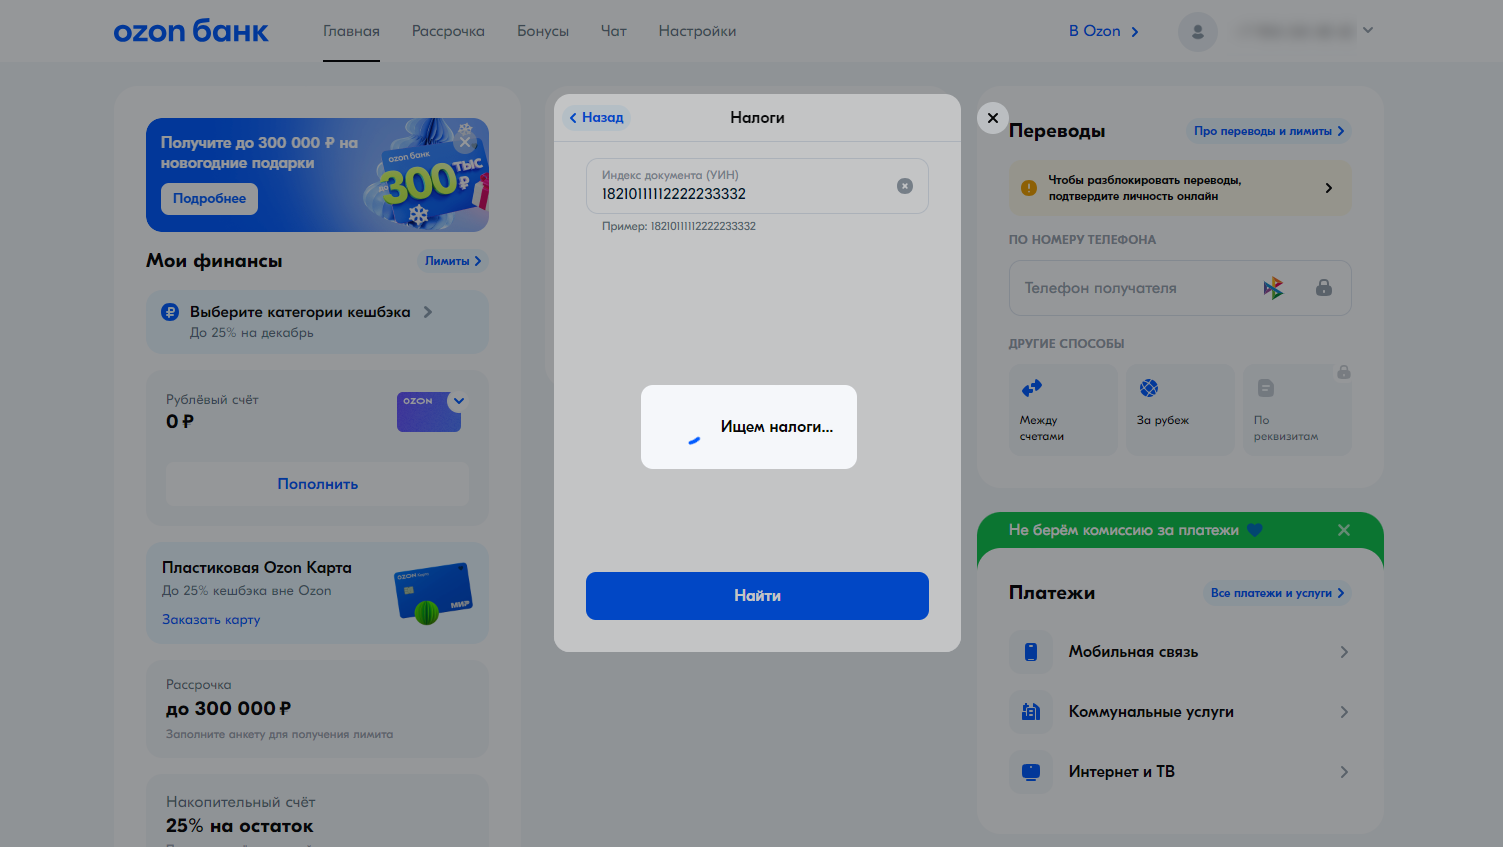 ozon банк
Главная
Рассрочка
Бонусы
Чат
Настройки
В Ozon
Получите до 300 000 ₽ на
новогодние подарки
Подробнее
ozon банк
до 300 ТЫС ₽
Мои финансы
Лимиты
Выберите категории кешбэка
До 25% на декабрь
Рублёвый счёт
0 ₽
OZON
Пополнить
Пластиковая Ozon Карта
До 25% кешбэка вне Ozon
Заказать карту
МИР
Рассрочка
до 300 000 ₽
Заполните анкету для получения лимита
Накопительный счёт
25% на остаток
Назад
Налоги
Индекс документа (УИН)
18210111112222233332
Пример: 18210111112222233332
Ищем налоги...
Найти
Переводы
Про переводы и лимиты
Чтобы разблокировать переводы,
подтвердите личность онлайн
ПО НОМЕРУ ТЕЛЕФОНА
Телефон получателя
ДРУГИЕ СПОСОБЫ
Между
счетами
За рубеж
По
реквизитам
Не берём комиссию за платежи
Платежи
Все платежи и услуги
Мобильная связь
Коммунальные услуги
Интернет и ТВ